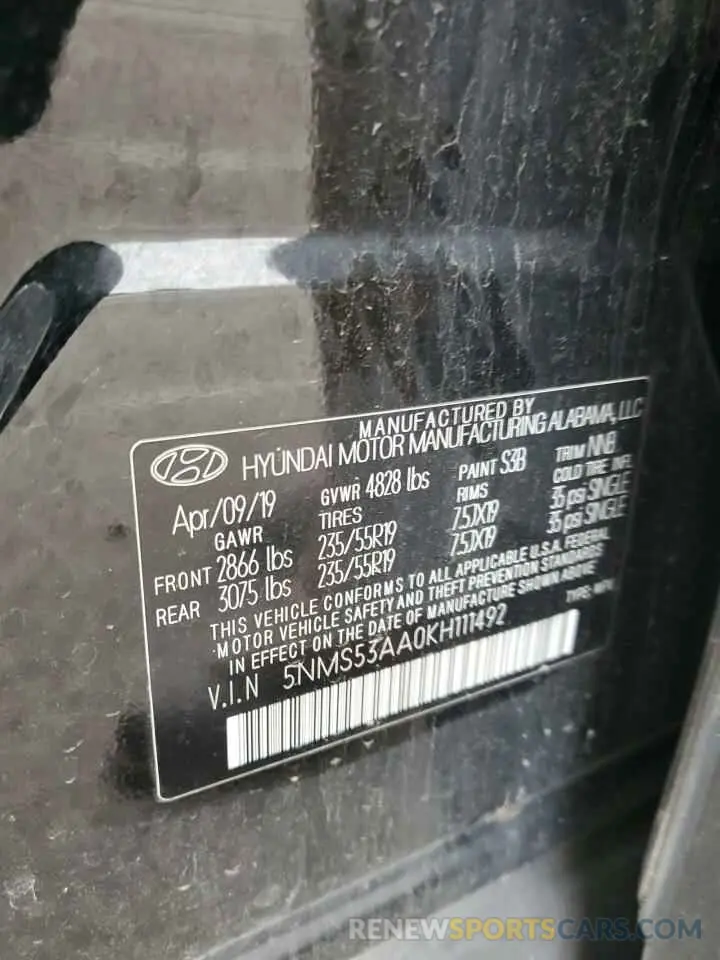 MANUFACTURED BY
HYUNDAI MOTOR MANUFACTURING ALABAMA, LLC
Apr/09/19 GVWR 4828 lbs PAINT S3B TRIM NNB
GAWR TIRES RIMS COLD TIRE INFL
FRONT 2866 lbs 235/55R19 7.5JX19 35 psi SINGLE
REAR 3075 lbs 235/55R19 7.5JX19 35 psi SINGLE
THIS VEHICLE CONFORMS TO ALL APPLICABLE U.S.A. FEDERAL
MOTOR VEHICLE SAFETY AND THEFT PREVENTION STANDARDS
IN EFFECT ON THE DATE OF MANUFACTURE SHOWN ABOVE
V.I.N 5NMS53AA0KH111492 TYPE: MPV
RENEWSPORTSCARS.COM